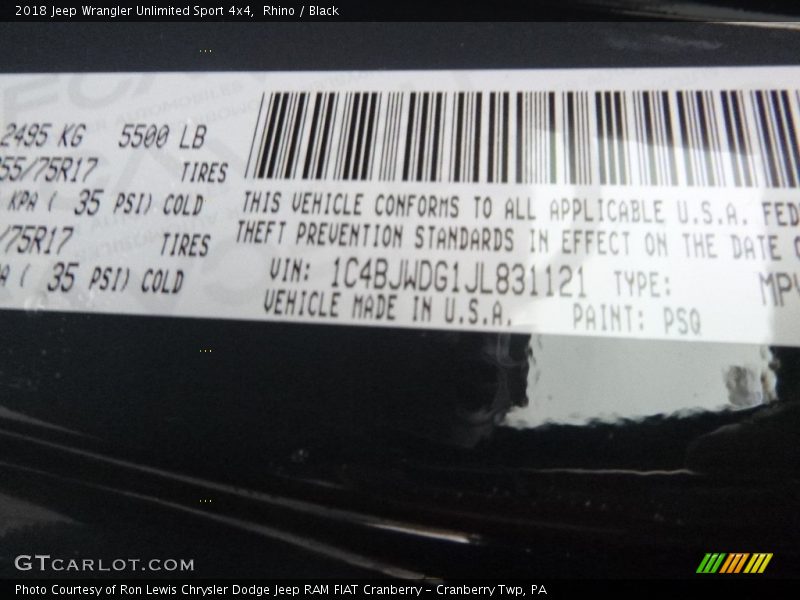 2018 Jeep Wrangler Unlimited Sport 4x4,  Rhino / Black
2495 KG 5500 LB
55/75R17 TIRES
KPA ( 35 PSI) COLD
/75R17 TIRES
( 35 PSI) COLD
THIS VEHICLE CONFORMS TO ALL APPLICABLE U.S.A. FED
THEFT PREVENTION STANDARDS IN EFFECT ON THE DATE
VIN: 1C4BJWDG1JL831121 TYPE: MPV
VEHICLE MADE IN U.S.A. PAINT: PSQ
GTCARLOT.COM
Photo Courtesy of Ron Lewis Chrysler Dodge Jeep RAM FIAT Cranberry - Cranberry Twp, PA